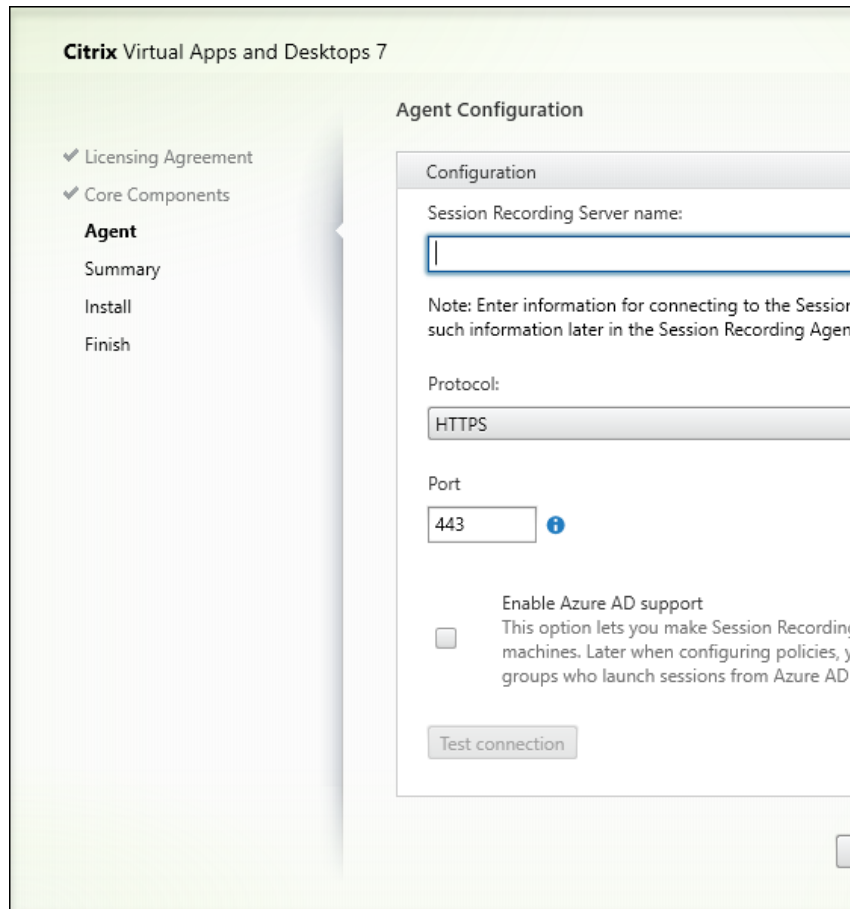 Citrix Virtual Apps and Desktops 7
Agent Configuration
Licensing Agreement
Core Components
Agent
Summary
Install
Finish
Configuration
Session Recording Server name:
Note: Enter information for connecting to the Session
such information later in the Session Recording Agen
Protocol:
HTTPS
Port
443
Enable Azure AD support
This option lets you make Session Recording
machines. Later when configuring policies, y
groups who launch sessions from Azure AD
Test connection